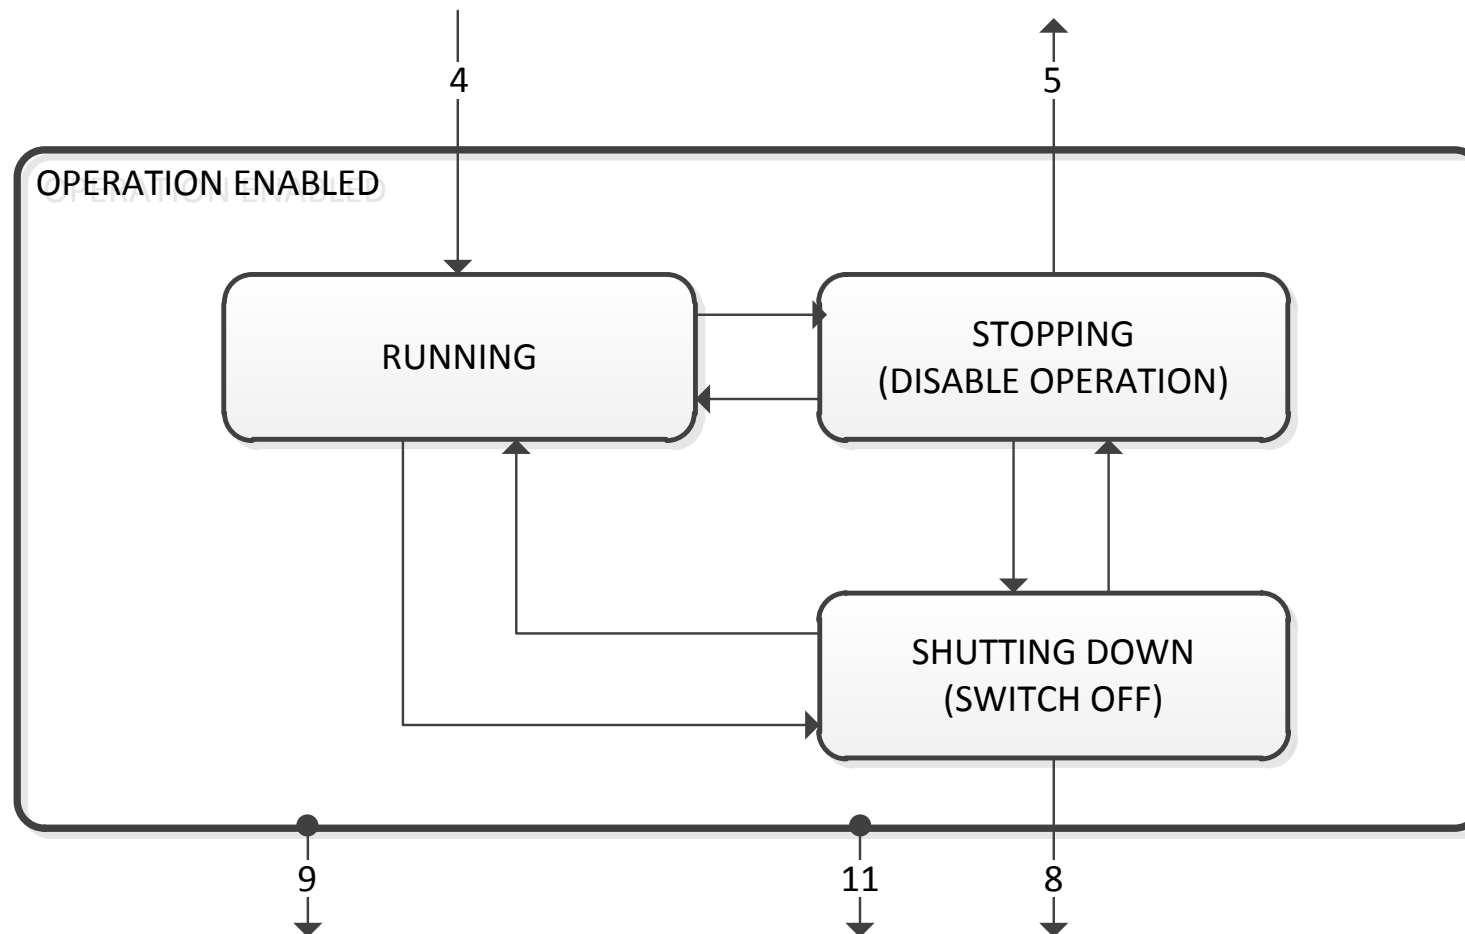 4
5
OPERATION ENABLED
RUNNING
STOPPING
(DISABLE OPERATION)
SHUTTING DOWN
(SWITCH OFF)
9
11
8